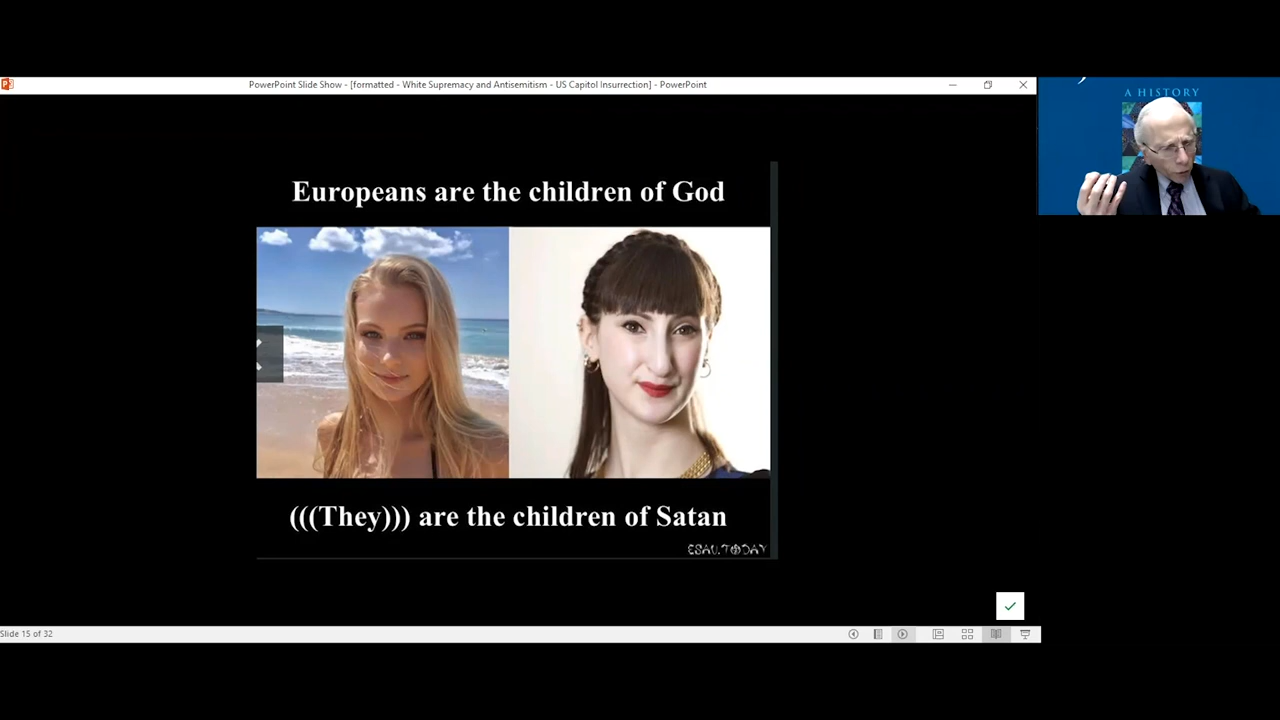 PowerPoint Slide Show - [formatted - White Supremacy and Antisemitism - US Capitol Insurrection] - PowerPoint
A HISTORY
Europeans are the children of God
(((They))) are the children of Satan
ESAU.TODAY
Slide 15 of 32